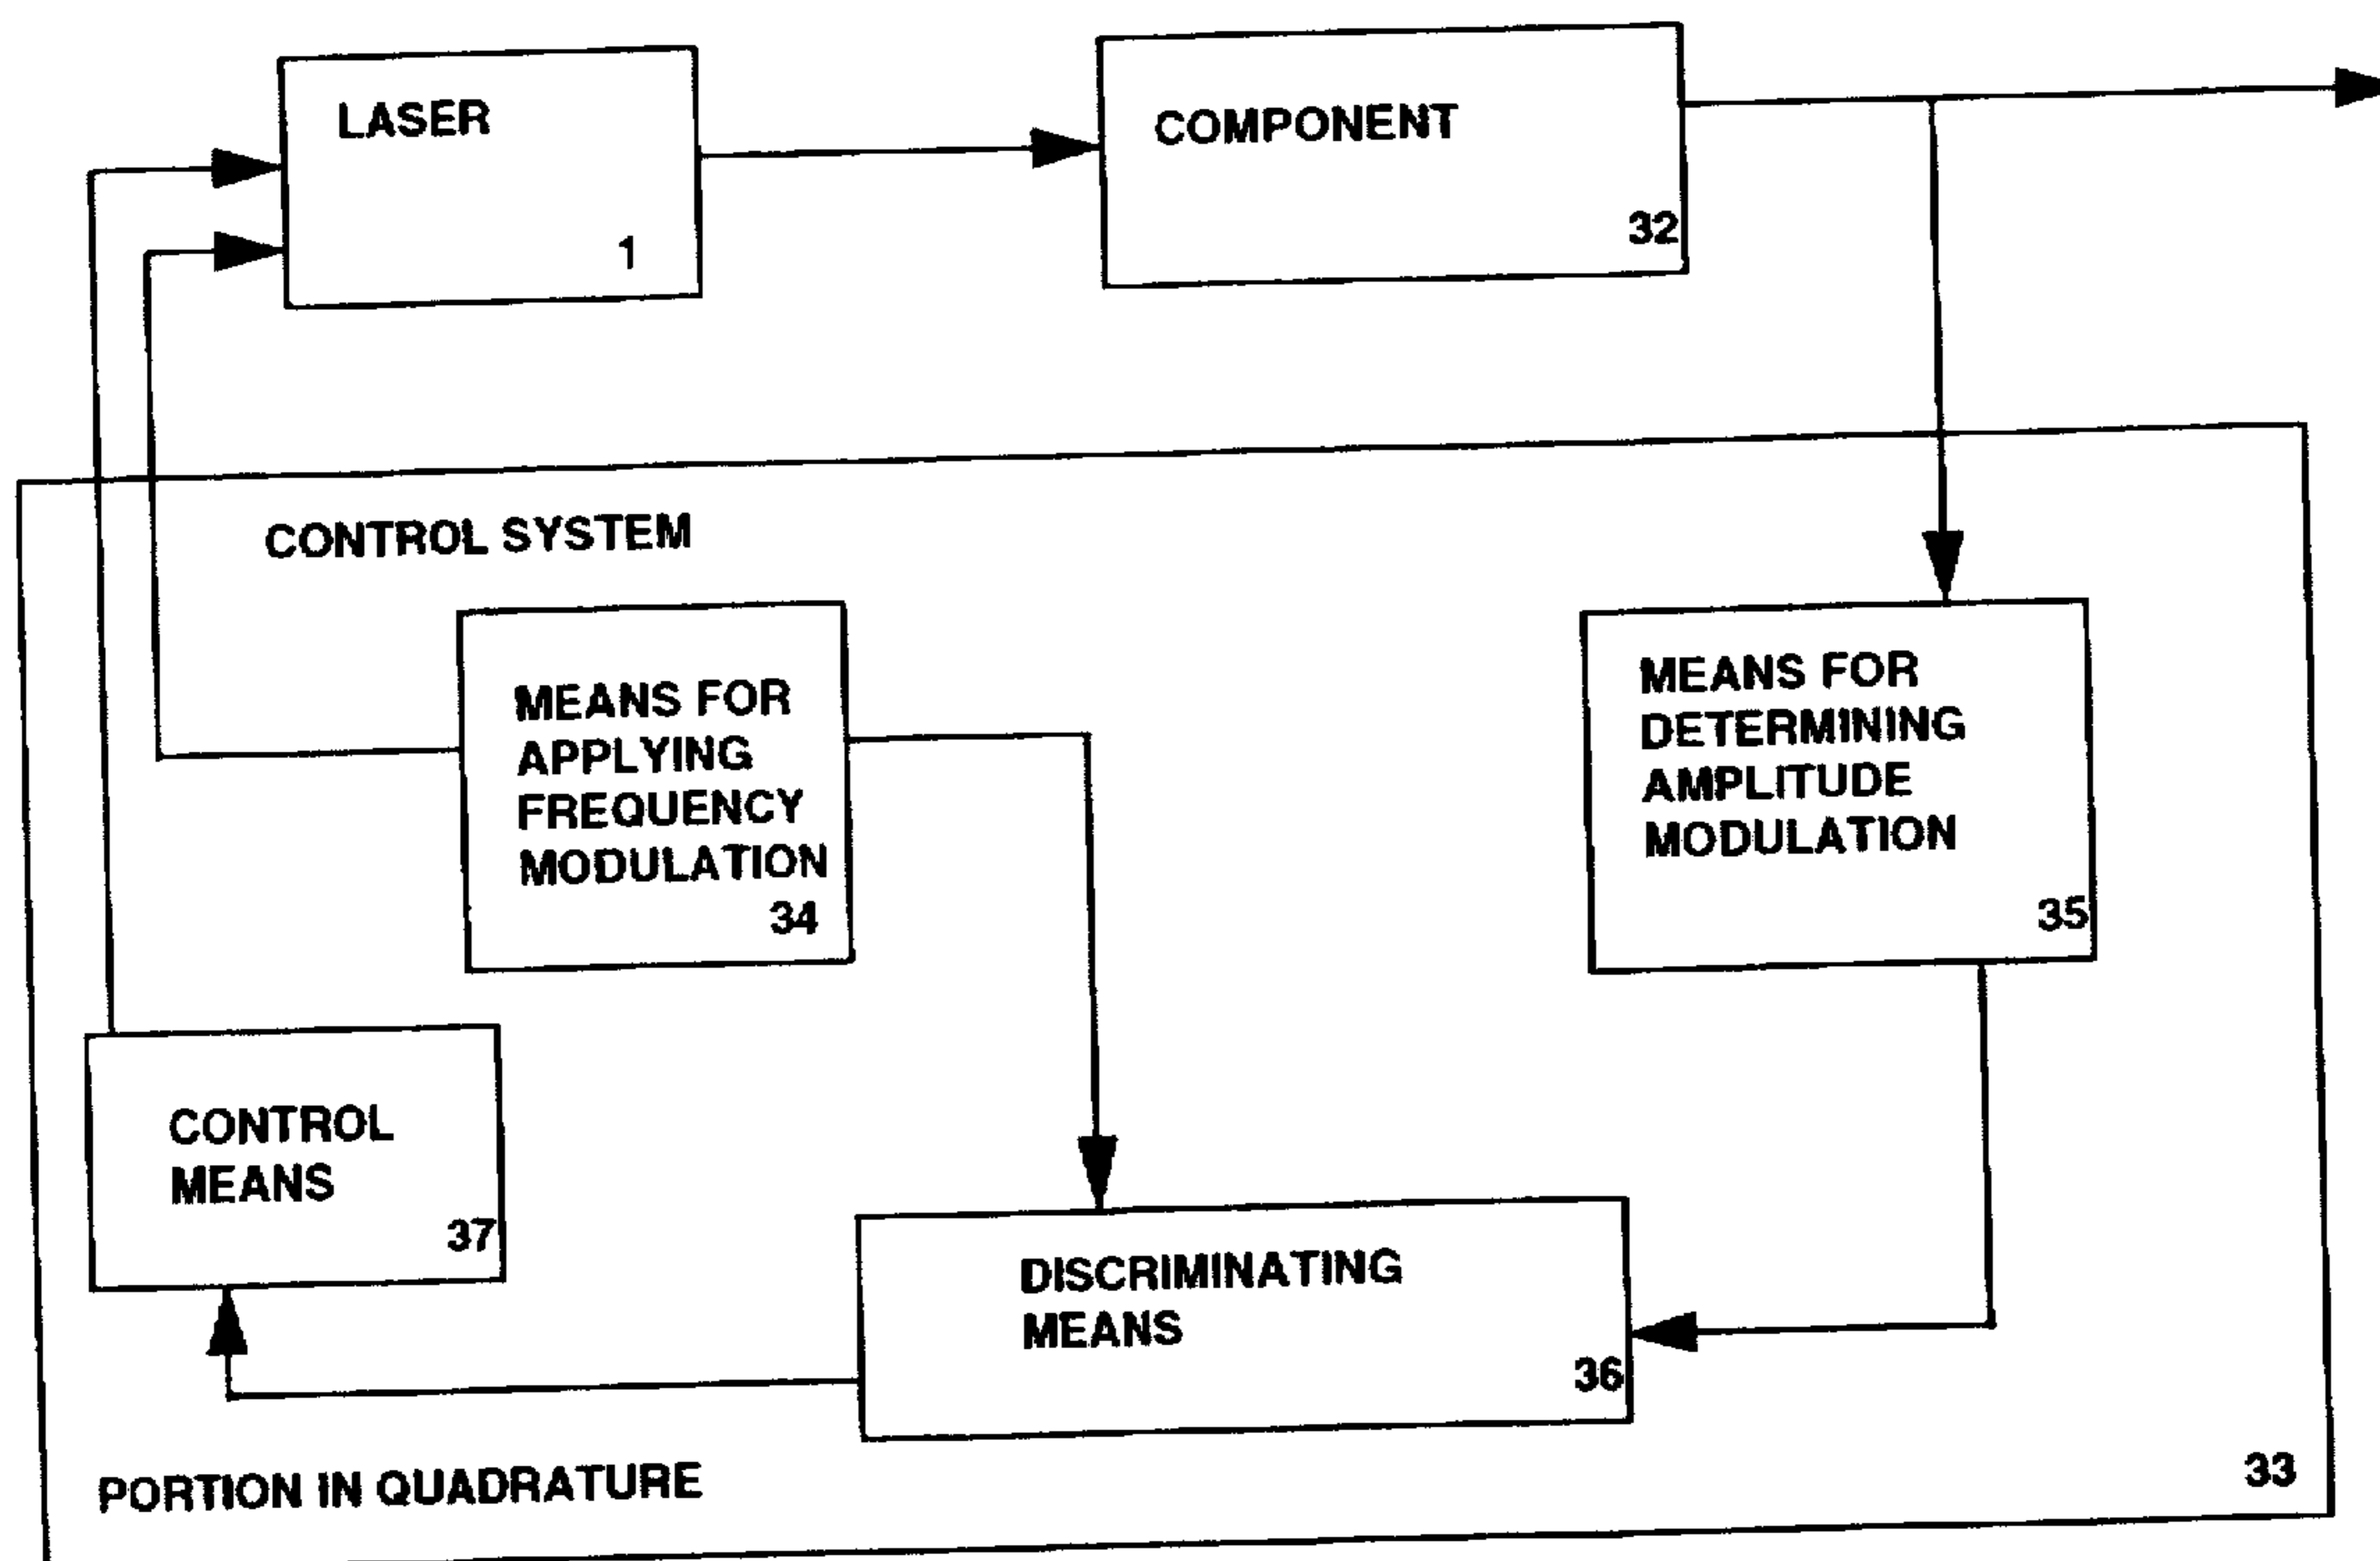 LASER
1
COMPONENT
32
CONTROL SYSTEM
MEANS FOR
APPLYING
FREQUENCY
MODULATION
34
MEANS FOR
DETERMINING
AMPLITUDE
MODULATION
35
CONTROL
MEANS
37
DISCRIMINATING
MEANS
36
PORTION IN QUADRATURE
33